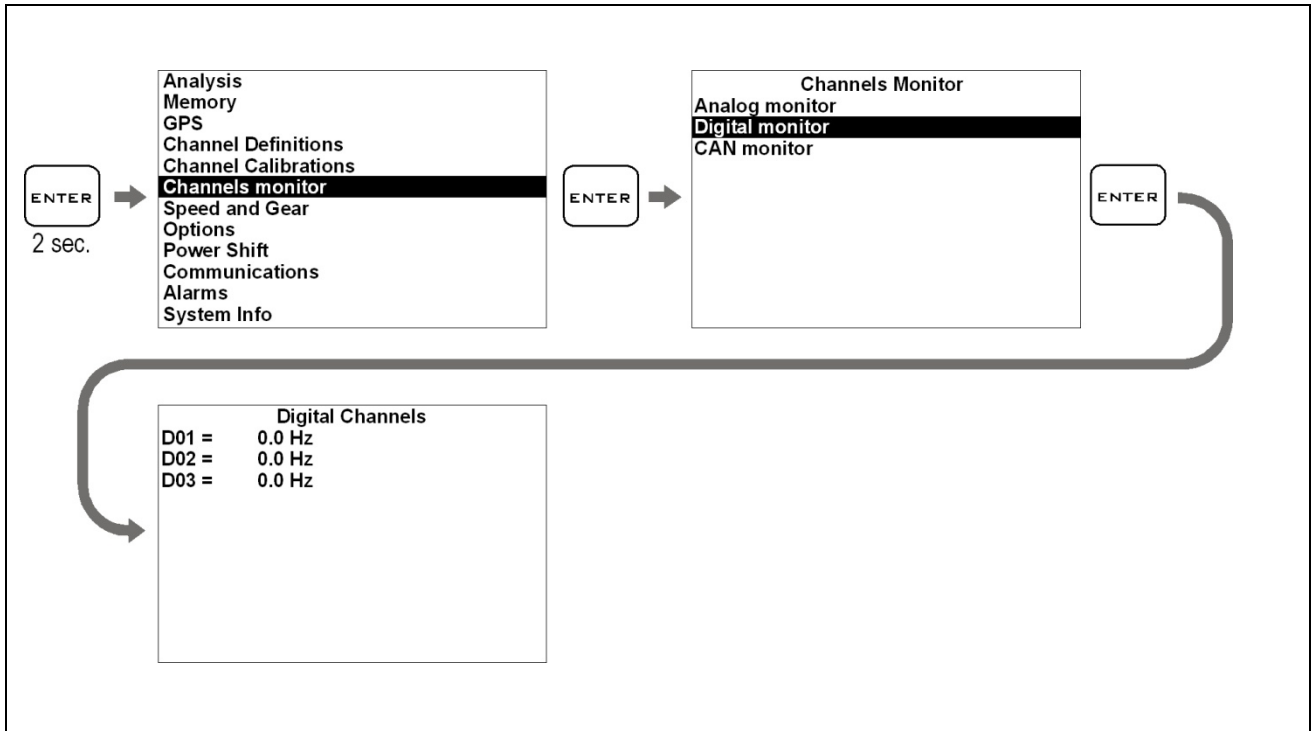 ENTER
2 sec.
Analysis
Memory
GPS
Channel Definitions
Channel Calibrations
Channels monitor
Speed and Gear
Options
Power Shift
Communications
Alarms
System Info
ENTER
Channels Monitor
Analog monitor
Digital monitor
CAN monitor
ENTER
Digital Channels
D01 = 0.0 Hz
D02 = 0.0 Hz
D03 = 0.0 Hz